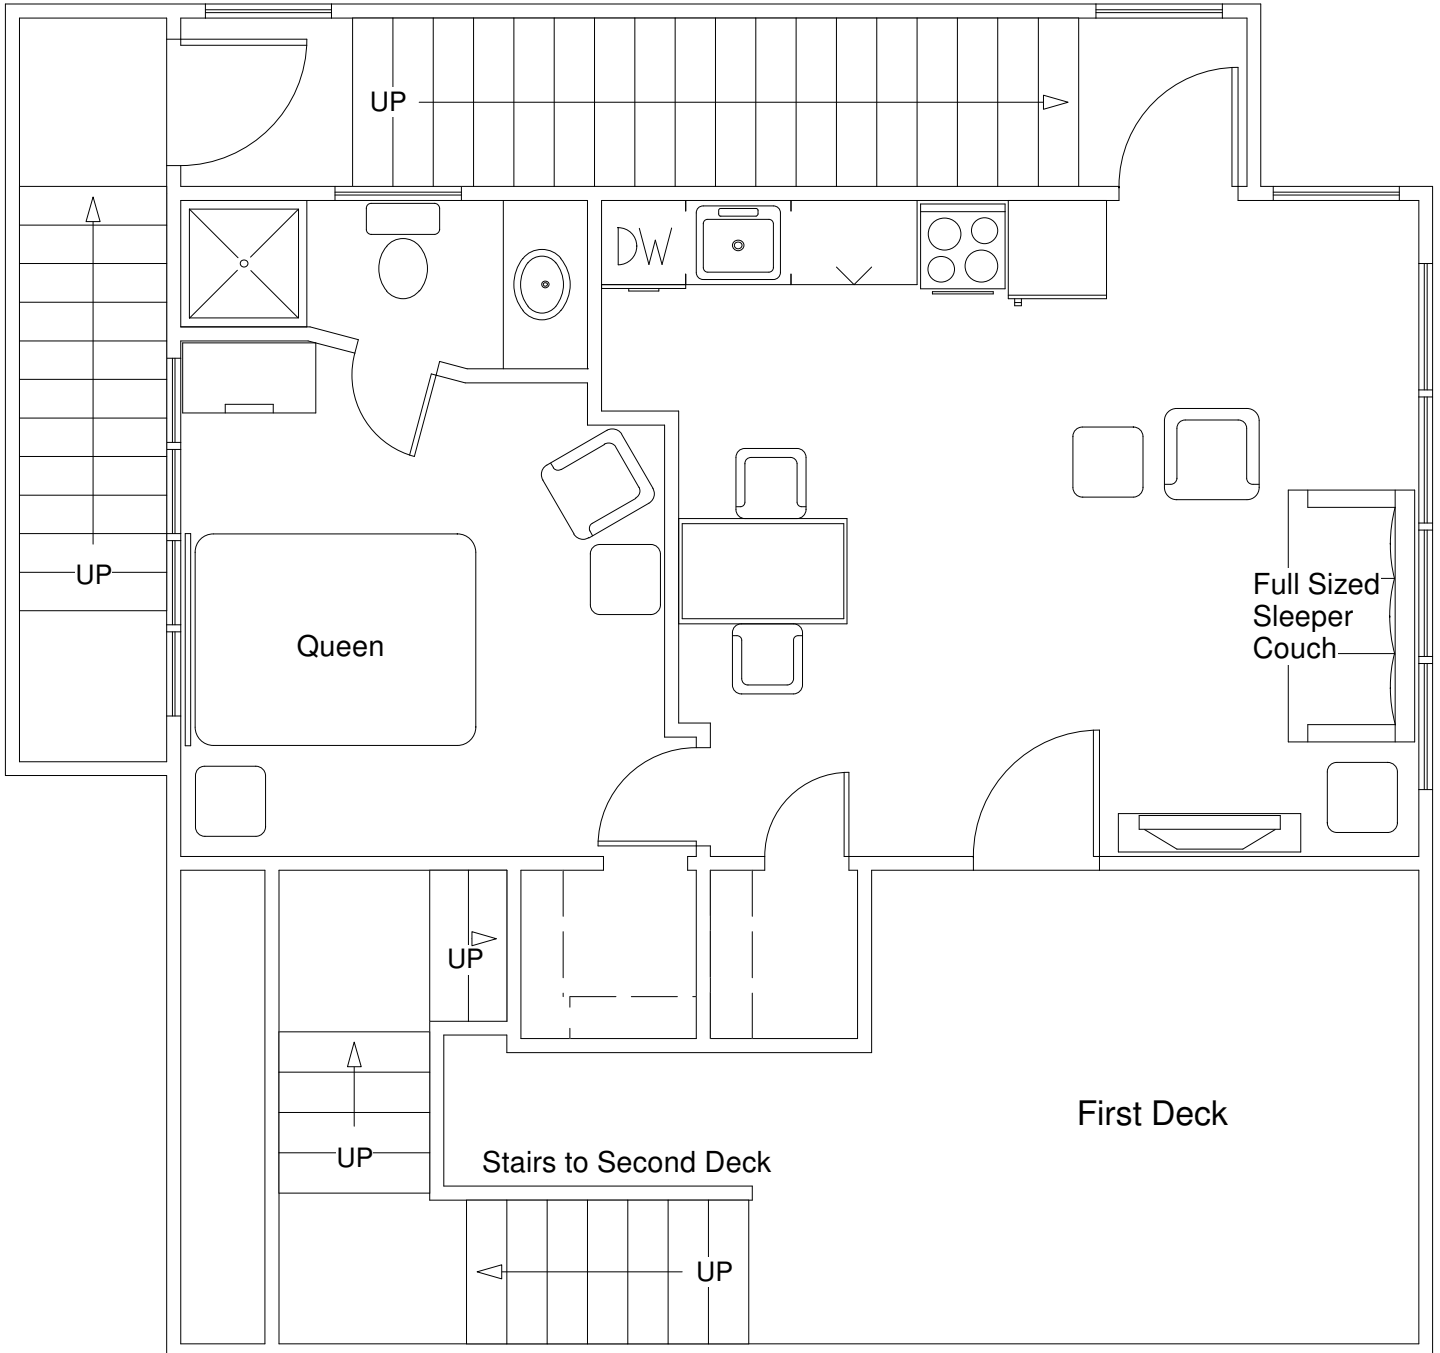 UP
DW
UP
Full Sized
Sleeper
Couch
Queen
UP
First Deck
UP
Stairs to Second Deck
UP